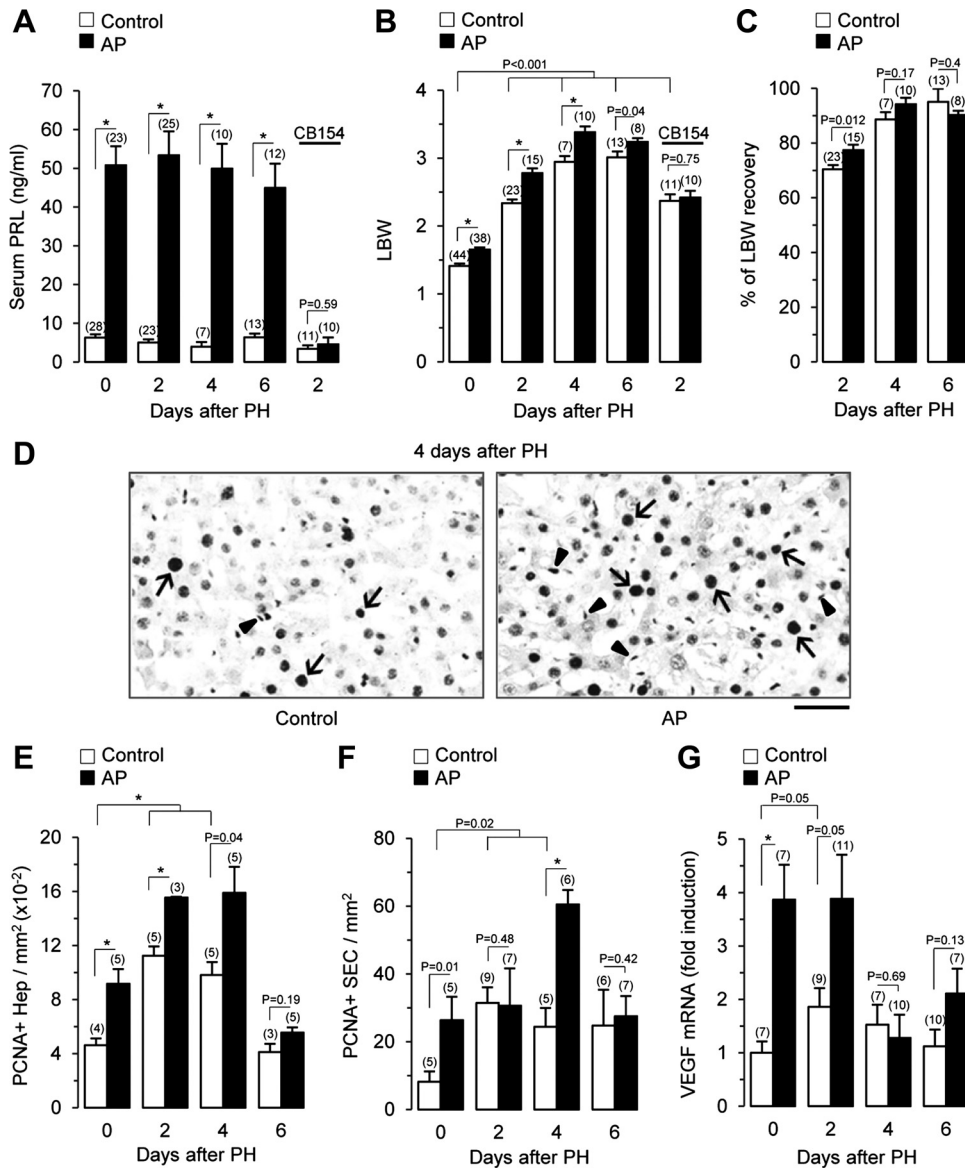 A
Control
AP
Serum PRL (ng/ml)
70
60
50
40
30
20
10
0
*
*
*
*
CB154
P=0.59
(28)
(23)
(23)
(25)
(7)
(10)
(13)
(12)
(11)
(10)
0
2
4
6
2
Days after PH
B
Control
AP
LBW
4
3
2
1
0
P<0.001
*
*
*
P=0.04
CB154
P=0.75
(44)
(38)
(23)
(15)
(7)
(10)
(13)
(8)
(11)
(10)
0
2
4
6
2
Days after PH
C
Control
AP
% of LBW recovery
100
80
60
40
20
0
P=0.012
P=0.17
P=0.4
(23)
(15)
(7)
(10)
(13)
(8)
2
4
6
Days after PH
D
4 days after PH
Control
AP
E
Control
AP
PCNA+ Hep / mm² (x10⁻²)
20
16
12
8
4
0
*
*
*
P=0.04
P=0.19
(4)
(5)
(5)
(3)
(5)
(5)
(3)
(5)
0
2
4
6
Days after PH
F
Control
AP
PCNA+ SEC / mm²
80
60
40
20
0
P=0.02
P=0.01
P=0.48
*
P=0.42
(5)
(5)
(9)
(7)
(5)
(6)
(6)
(7)
0
2
4
6
Days after PH
G
Control
AP
VEGF mRNA (fold induction)
5
4
3
2
1
0
P=0.05
*
P=0.05
P=0.69
P=0.13
(7)
(7)
(9)
(11)
(7)
(10)
(10)
(7)
0
2
4
6
Days after PH